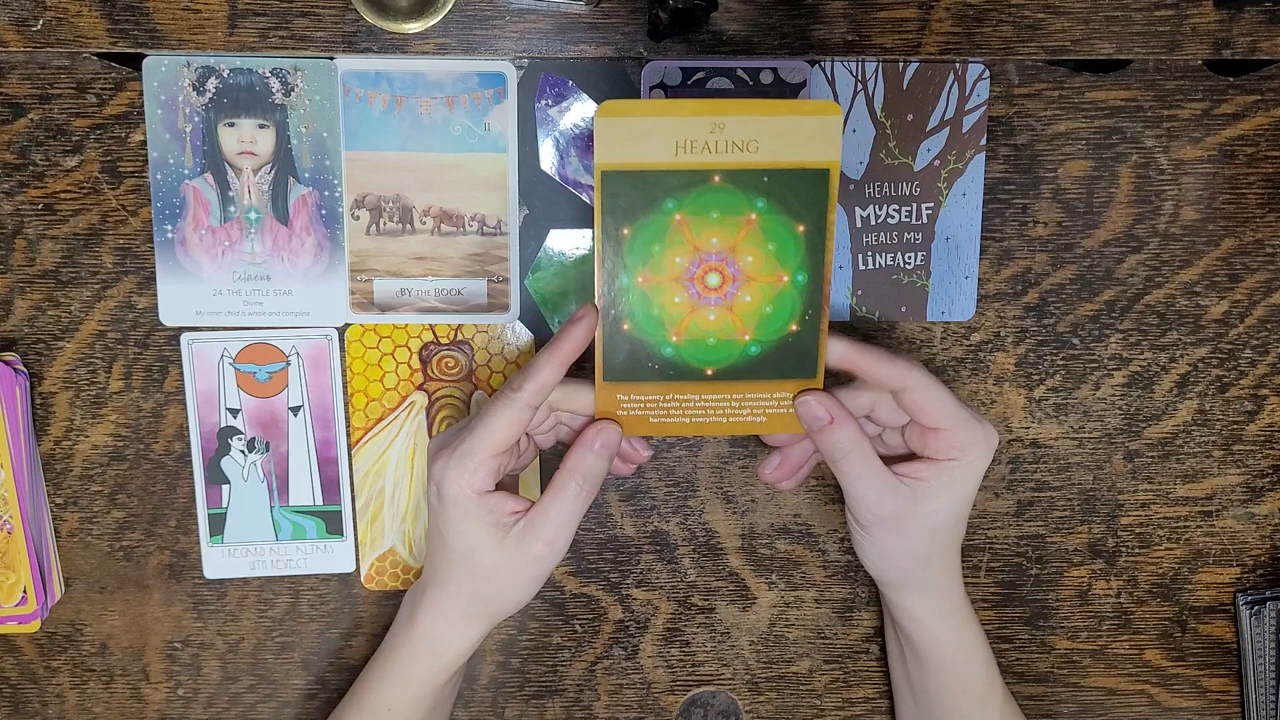 Celaeno
24. THE LITTLE STAR
Divine
My inner child is whole and complete.
II
BY THE BOOK
29
HEALING
The frequency of Healing supports our intrinsic ability
restore our health and wholeness by consciously
the information that comes to us through our senses
harmonizing everything accordingly.
HEALING
MYSELF
HEALS MY
LINEAGE
I REGARD ALL ALTARS
WITH RESPECT